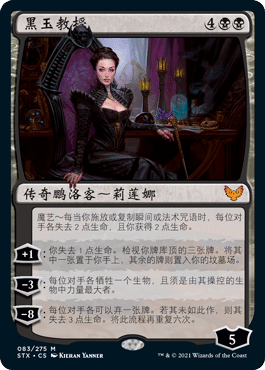 黑玉教授 4
传奇鹏洛客～莉莲娜
魔艺～每当你施放或复制瞬间或法术咒语时，每位对
手各失去2点生命，且你获得2点生命。
+1 ：你失去1点生命。检视你牌库顶的三张牌。将其
中一张置于你手上，其余的牌则置入你的坟墓场。
-3 ：每位对手各牺牲一个生物，且须是由其操控的生
物中力量最大者。
-8 ：每位对手各可以弃一张牌。若其未如此作，则其
失去3点生命。将此流程再重复六次。
5
083/275 M
STX • CS KIERAN YANNER
™ & © 2021 Wizards of the Coast